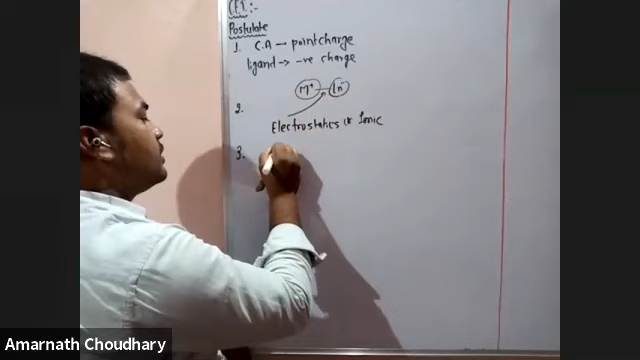 CFT:-
Postulate
1. C.A → point charge
ligand → -ve charge
M⁺ Ln⁻
2.
Electrostatics or Ionic
3.
Amarnath Choudhary